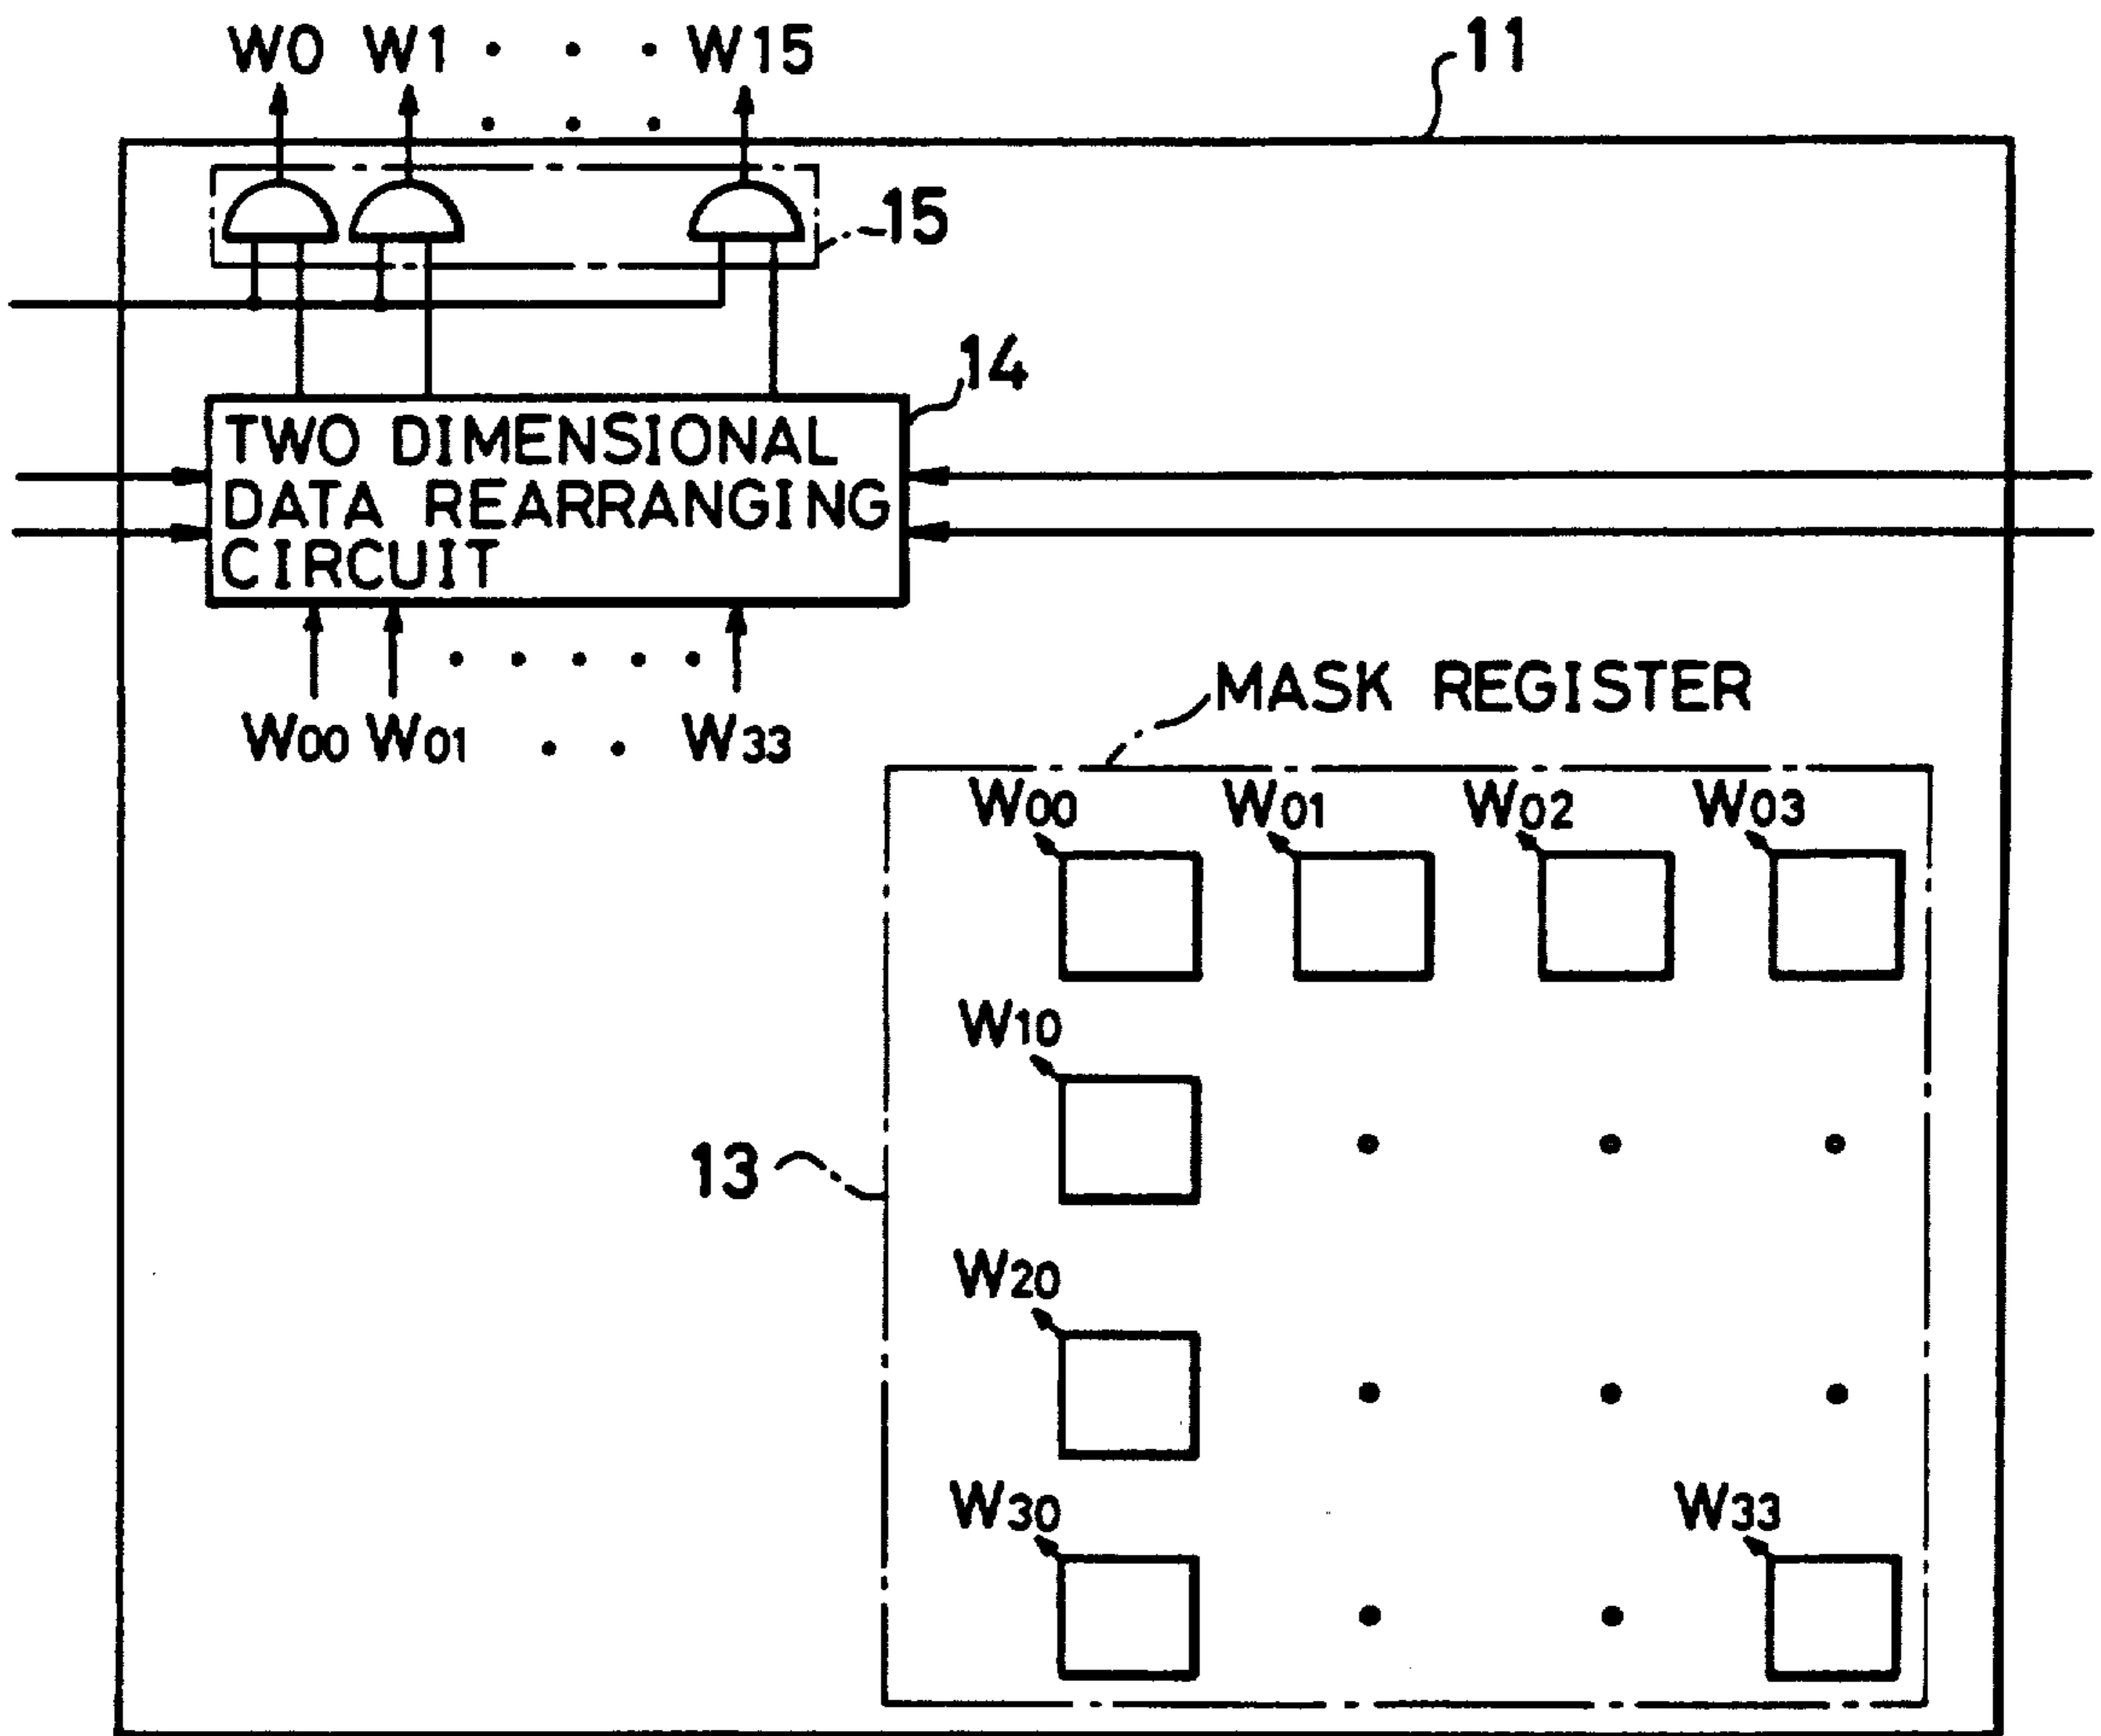 W0 W1 . . . W15
. . .
11
15
14
TWO DIMENSIONAL
DATA REARRANGING
CIRCUIT
. . . . .
W00 W01 . . W33
MASK REGISTER
W00 W01 W02 W03
W10
13
W20
W30 W33